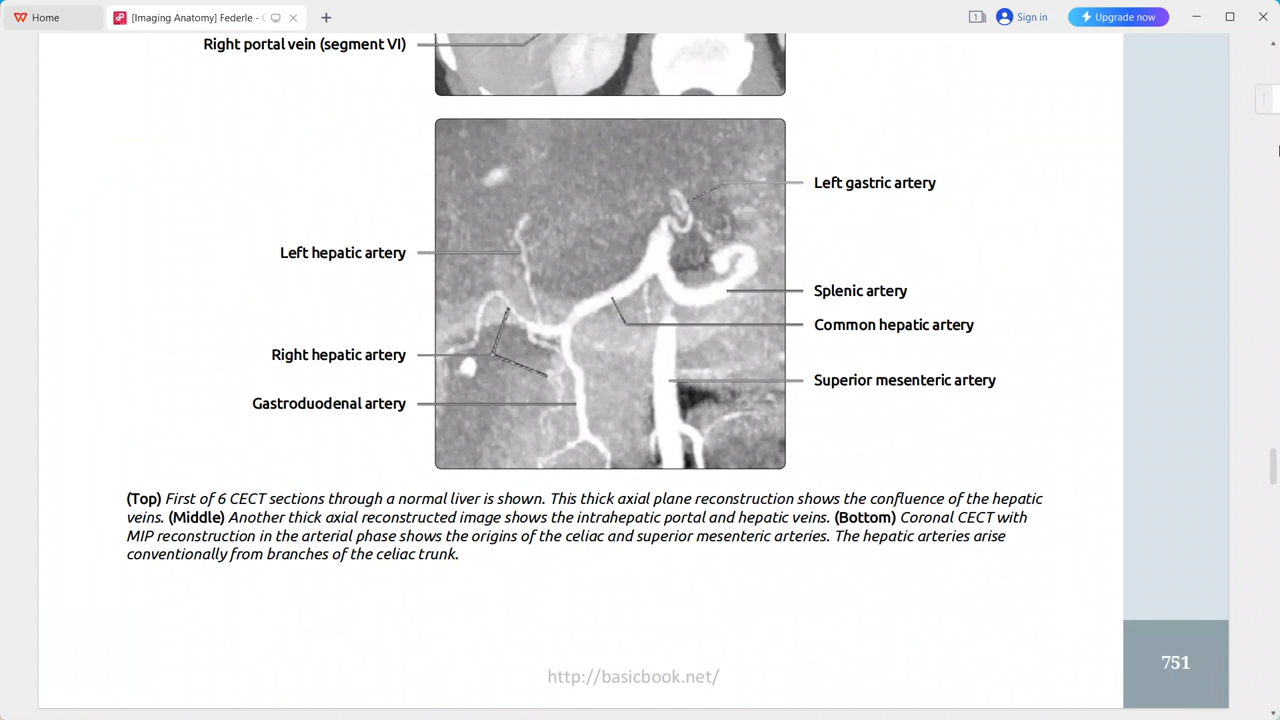 Home
[Imaging Anatomy] Federle -
Sign in
Upgrade now
Right portal vein (segment VI)
Left gastric artery
Left hepatic artery
Splenic artery
Common hepatic artery
Right hepatic artery
Superior mesenteric artery
Gastroduodenal artery
(Top) First of 6 CECT sections through a normal liver is shown. This thick axial plane reconstruction shows the confluence of the hepatic
veins. (Middle) Another thick axial reconstructed image shows the intrahepatic portal and hepatic veins. (Bottom) Coronal CECT with
MIP reconstruction in the arterial phase shows the origins of the celiac and superior mesenteric arteries. The hepatic arteries arise
conventionally from branches of the celiac trunk.
751
http://basicbook.net/